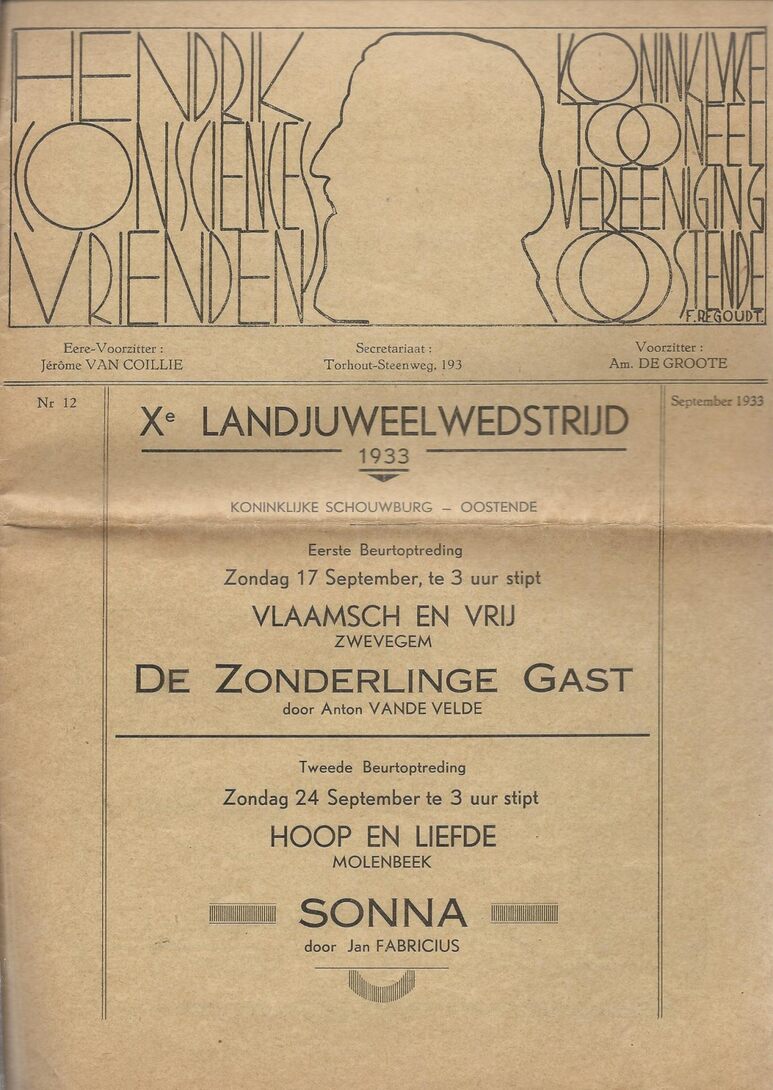 HENDRIK
CONSCIENCES
VRIENDEN
KONINKLYKE
TOONEEL
VEREENIGING
OOSTENDE
F. REGOUDT.
Eere-Voorzitter :
Jérôme VAN COILLIE
Secretariaat :
Torhout-Steenweg, 193
Voorzitter :
Am. DE GROOTE
Nr 12
September 1933
Xe LANDJUWEELWEDSTRIJD
1933
KONINKLIJKE SCHOUWBURG – OOSTENDE
Eerste Beurtoptreding
Zondag 17 September, te 3 uur stipt
VLAAMSCH EN VRIJ
ZWEVEGEM
DE ZONDERLINGE GAST
door Anton VANDE VELDE
Tweede Beurtoptreding
Zondag 24 September te 3 uur stipt
HOOP EN LIEFDE
MOLENBEEK
SONNA
door Jan FABRICIUS